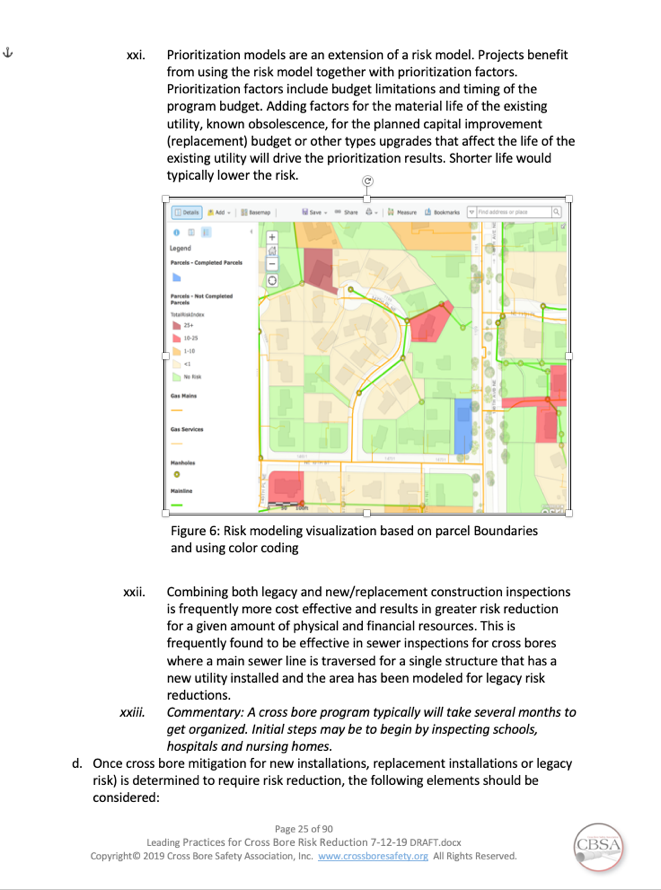 xxi. Prioritization models are an extension of a risk model. Projects benefit
from using the risk model together with prioritization factors.
Prioritization factors include budget limitations and timing of the
program budget. Adding factors for the material life of the existing
utility, known obsolescence, for the planned capital improvement
(replacement) budget or other types upgrades that affect the life of the
existing utility will drive the prioritization results. Shorter life would
typically lower the risk.
Details Add Basemap Save Share Measure Bookmarks Find address or place
Legend
Parcels - Completed Parcels
Parcels - Not Completed
Parcels
TotalRiskIndex
25+
10-25
1-10
<1
No Risk
Gas Mains
Gas Services
Manholes
Mainline
Figure 6: Risk modeling visualization based on parcel Boundaries
and using color coding
xxii. Combining both legacy and new/replacement construction inspections
is frequently more cost effective and results in greater risk reduction
for a given amount of physical and financial resources. This is
frequently found to be effective in sewer inspections for cross bores
where a main sewer line is traversed for a single structure that has a
new utility installed and the area has been modeled for legacy risk
reductions.
xxiii. Commentary: A cross bore program typically will take several months to
get organized. Initial steps may be to begin by inspecting schools,
hospitals and nursing homes.
d. Once cross bore mitigation for new installations, replacement installations or legacy
risk) is determined to require risk reduction, the following elements should be
considered:
Page 25 of 90
Leading Practices for Cross Bore Risk Reduction 7-12-19 DRAFT.docx
Copyright© 2019 Cross Bore Safety Association, Inc. www.crossboresafety.org All Rights Reserved.
CBSA